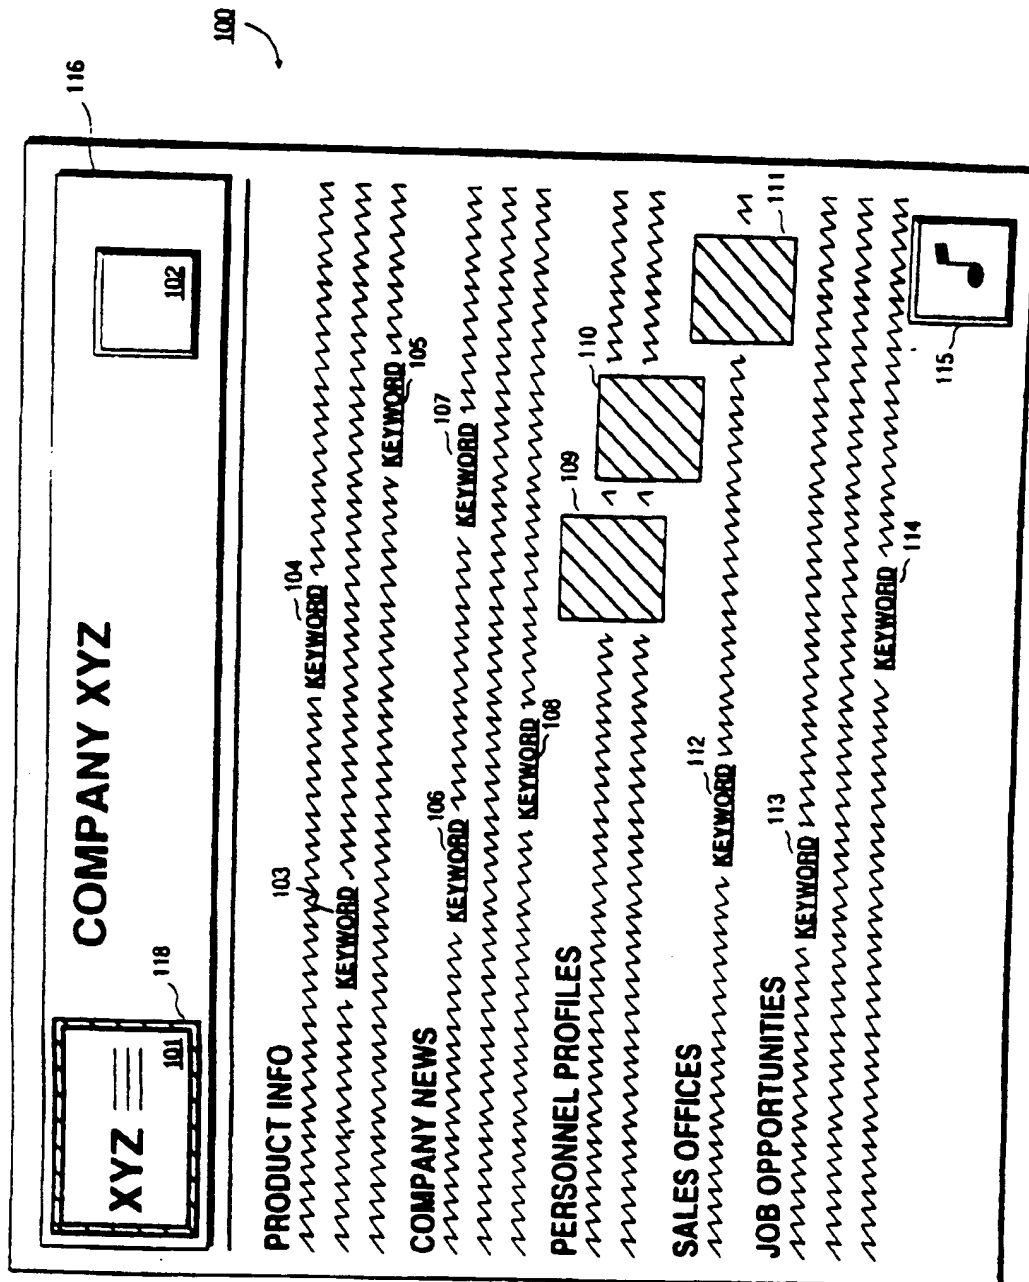 100
116
COMPANY XYZ
118
XYZ
101
102
PRODUCT INFO
103
104
KEYWORD
KEYWORD
KEYWORD
105
COMPANY NEWS
106
107
KEYWORD
KEYWORD
KEYWORD
108
PERSONNEL PROFILES
109
110
SALES OFFICES
112
KEYWORD
111
JOB OPPORTUNITIES
113
KEYWORD
KEYWORD
114
115